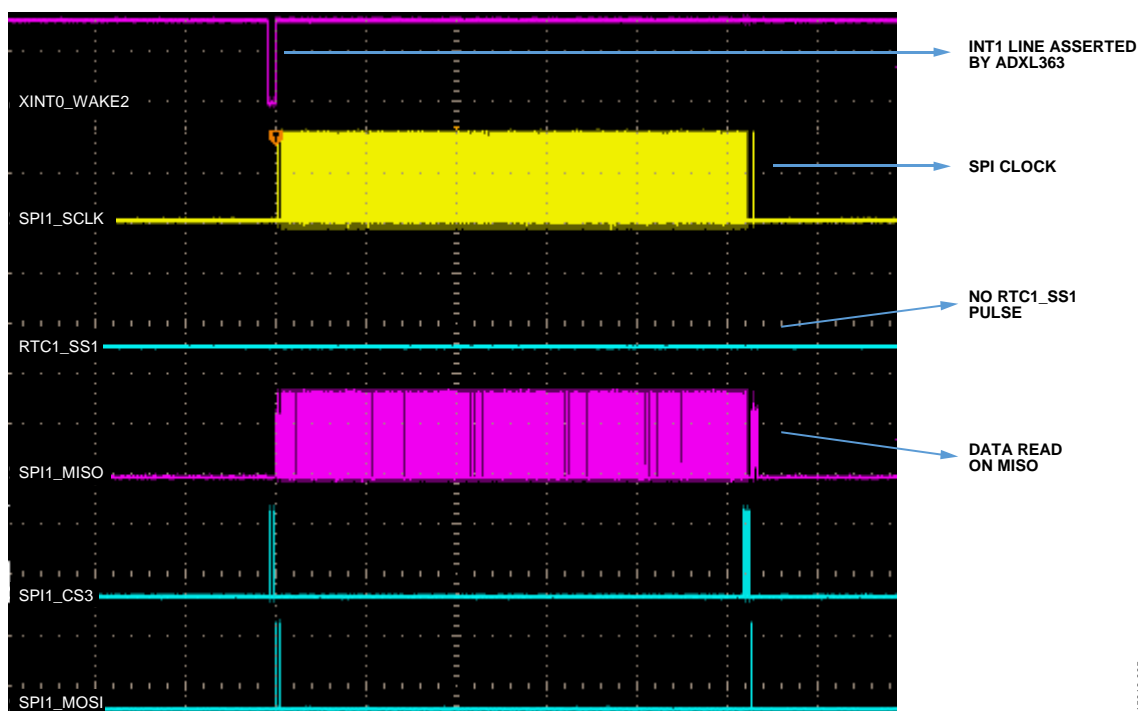 INT1 LINE ASSERTED
BY ADXL363
XINT0_WAKE2
SPI CLOCK
SPI1_SCLK
NO RTC1_SS1
PULSE
RTC1_SS1
DATA READ
ON MISO
SPI1_MISO
SPI1_CS3
SPI1_MOSI